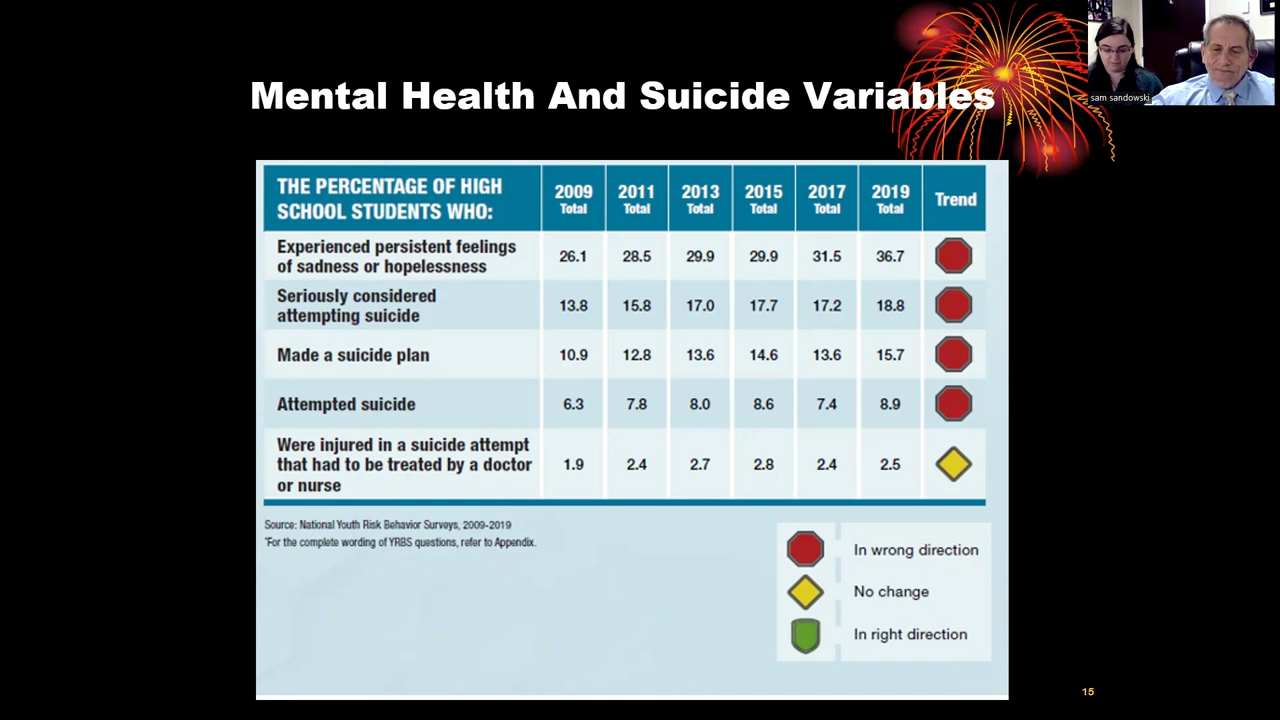 sam sandowski
Mental Health And Suicide Variables
THE PERCENTAGE OF HIGH
SCHOOL STUDENTS WHO:
2009 2011 2013 2015 2017 2019 Trend
Total Total Total Total Total Total
Experienced persistent feelings
of sadness or hopelessness
26.1 28.5 29.9 29.9 31.5 36.7
Seriously considered
attempting suicide
13.8 15.8 17.0 17.7 17.2 18.8
Made a suicide plan 10.9 12.8 13.6 14.6 13.6 15.7
Attempted suicide 6.3 7.8 8.0 8.6 7.4 8.9
Were injured in a suicide attempt
that had to be treated by a doctor
or nurse
1.9 2.4 2.7 2.8 2.4 2.5
Source: National Youth Risk Behavior Surveys, 2009-2019
*For the complete wording of YRBS questions, refer to Appendix.
In wrong direction
No change
In right direction
15